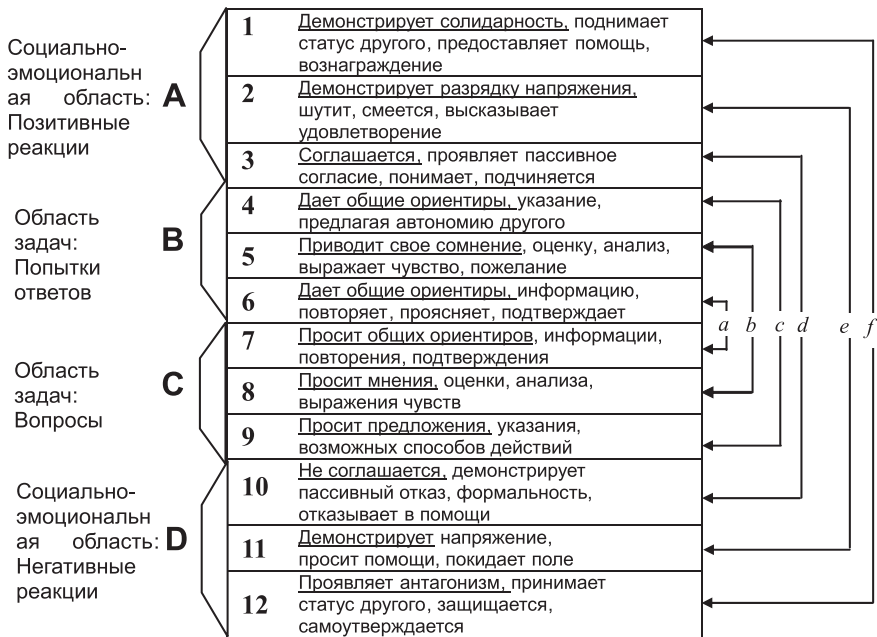 Социально-
эмоциональн
ая область:
Позитивные
реакции
A
1 Демонстрирует солидарность, поднимает
статус другого, предоставляет помощь,
вознаграждение
2 Демонстрирует разрядку напряжения,
шутит, смеется, высказывает
удовлетворение
3 Соглашается, проявляет пассивное
согласие, понимает, подчиняется
Область
задач:
Попытки
ответов
B
4 Дает общие ориентиры, указание,
предлагая автономию другого
5 Приводит свое сомнение, оценку, анализ,
выражает чувство, пожелание
6 Дает общие ориентиры, информацию,
повторяет, проясняет, подтверждает
Область
задач:
Вопросы
C
7 Просит общих ориентиров, информации,
повторения, подтверждения
8 Просит мнения, оценки, анализа,
выражения чувств
9 Просит предложения, указания,
возможных способов действий
Социально-
эмоциональн
ая область:
Негативные
реакции
D
10 Не соглашается, демонстрирует
пассивный отказ, формальность,
отказывает в помощи
11 Демонстрирует напряжение,
просит помощи, покидает поле
12 Проявляет антагонизм, принимает
статус другого, защищается,
самоутверждается
a b c d e f